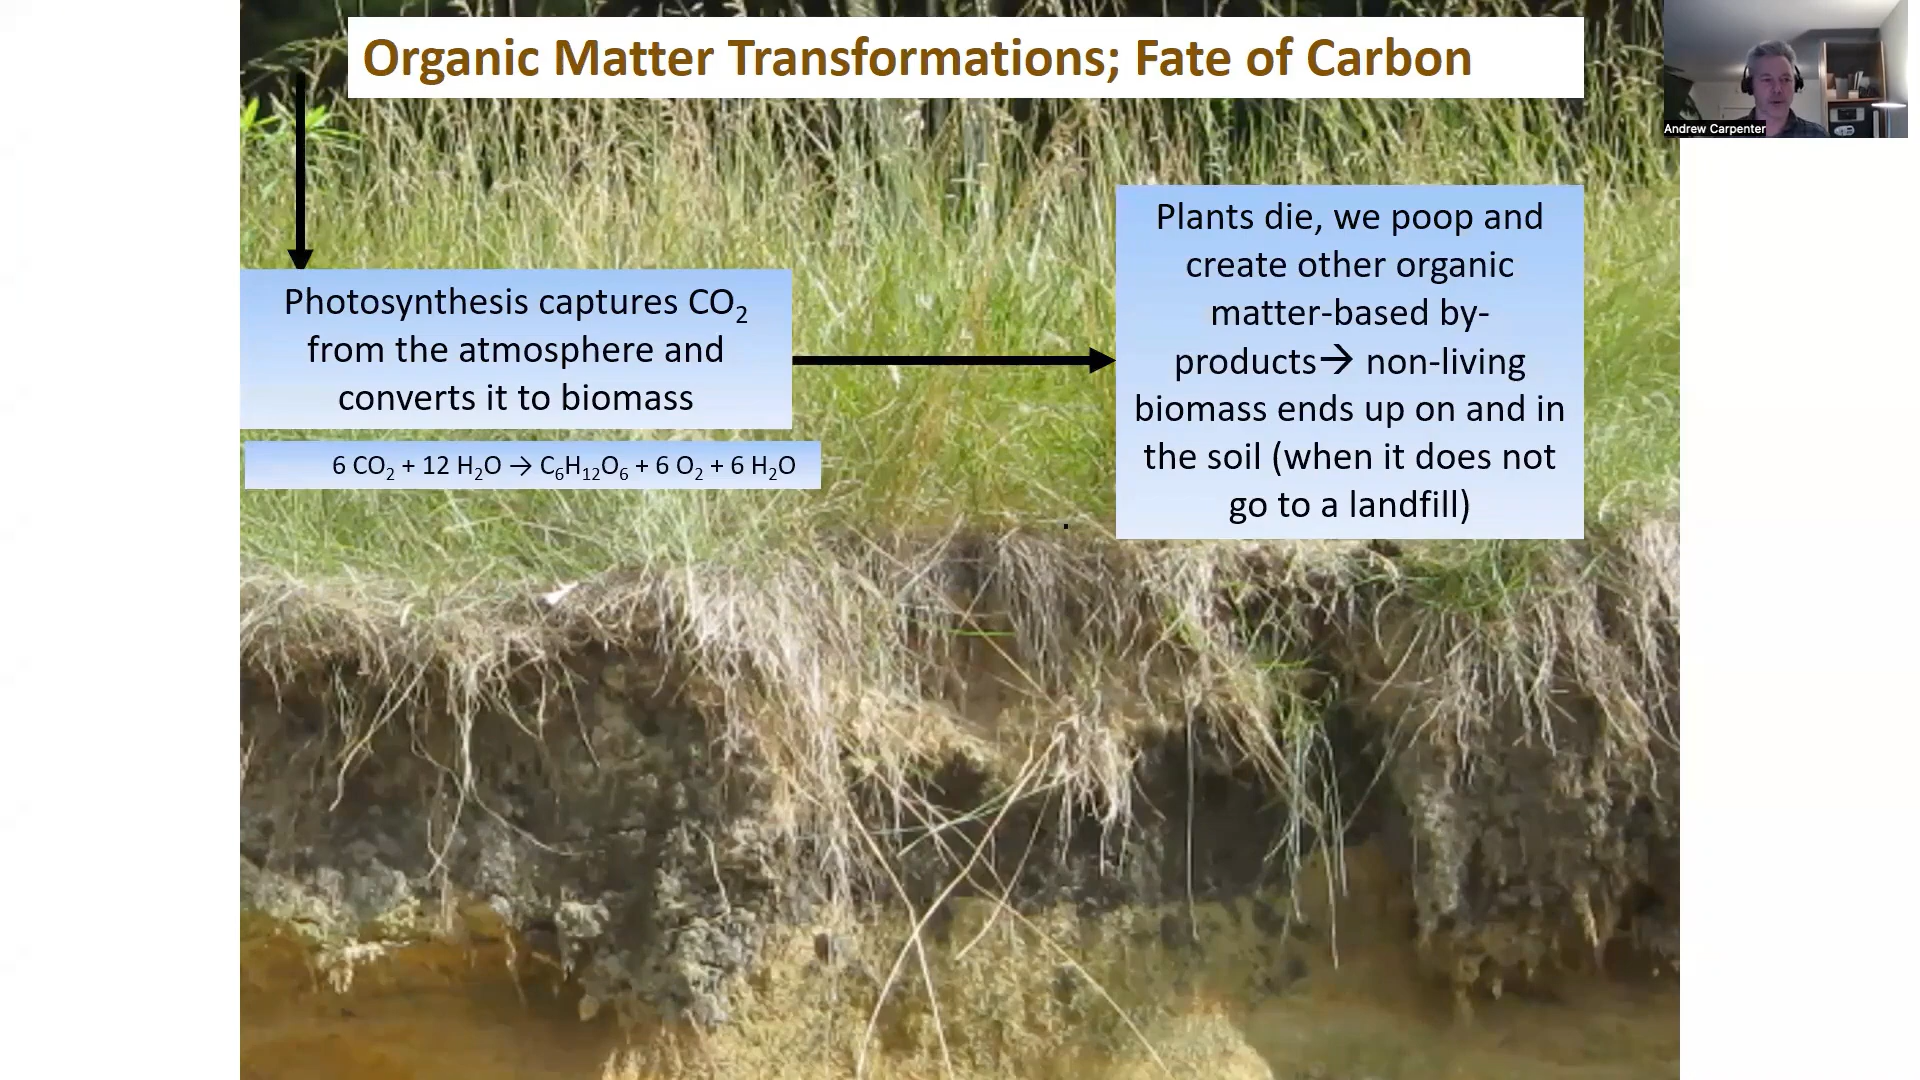 Organic Matter Transformations; Fate of Carbon
Andrew Carpenter
Photosynthesis captures CO₂
from the atmosphere and
converts it to biomass
6 CO₂ + 12 H₂O → C₆H₁₂O₆ + 6 O₂ + 6 H₂O
Plants die, we poop and
create other organic
matter-based by-
products→ non-living
biomass ends up on and in
the soil (when it does not
go to a landfill)